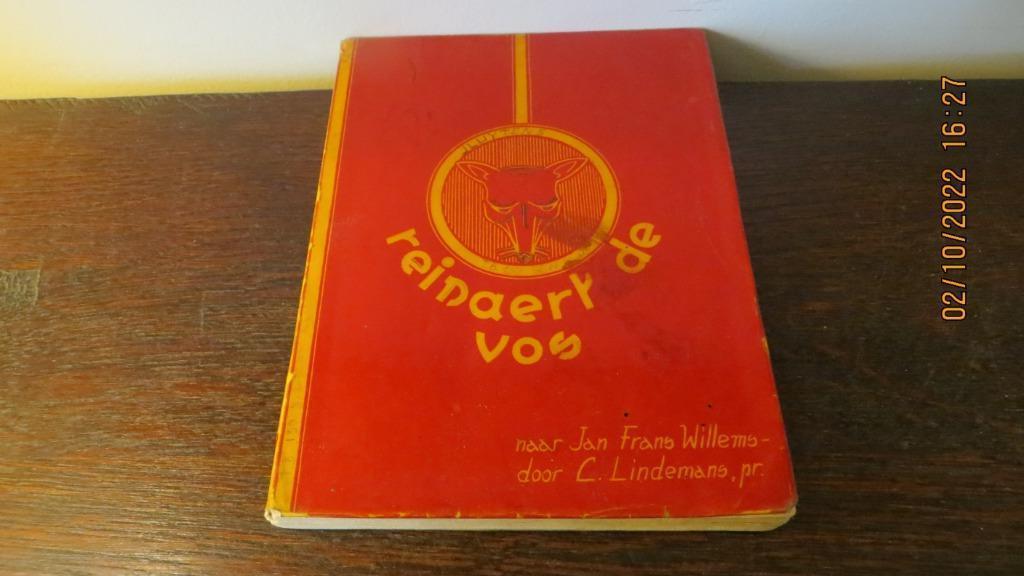 reinaert de
vos
naar Jan Frans Willems-
door C. Lindemans, pr.
02/10/2022 16:27